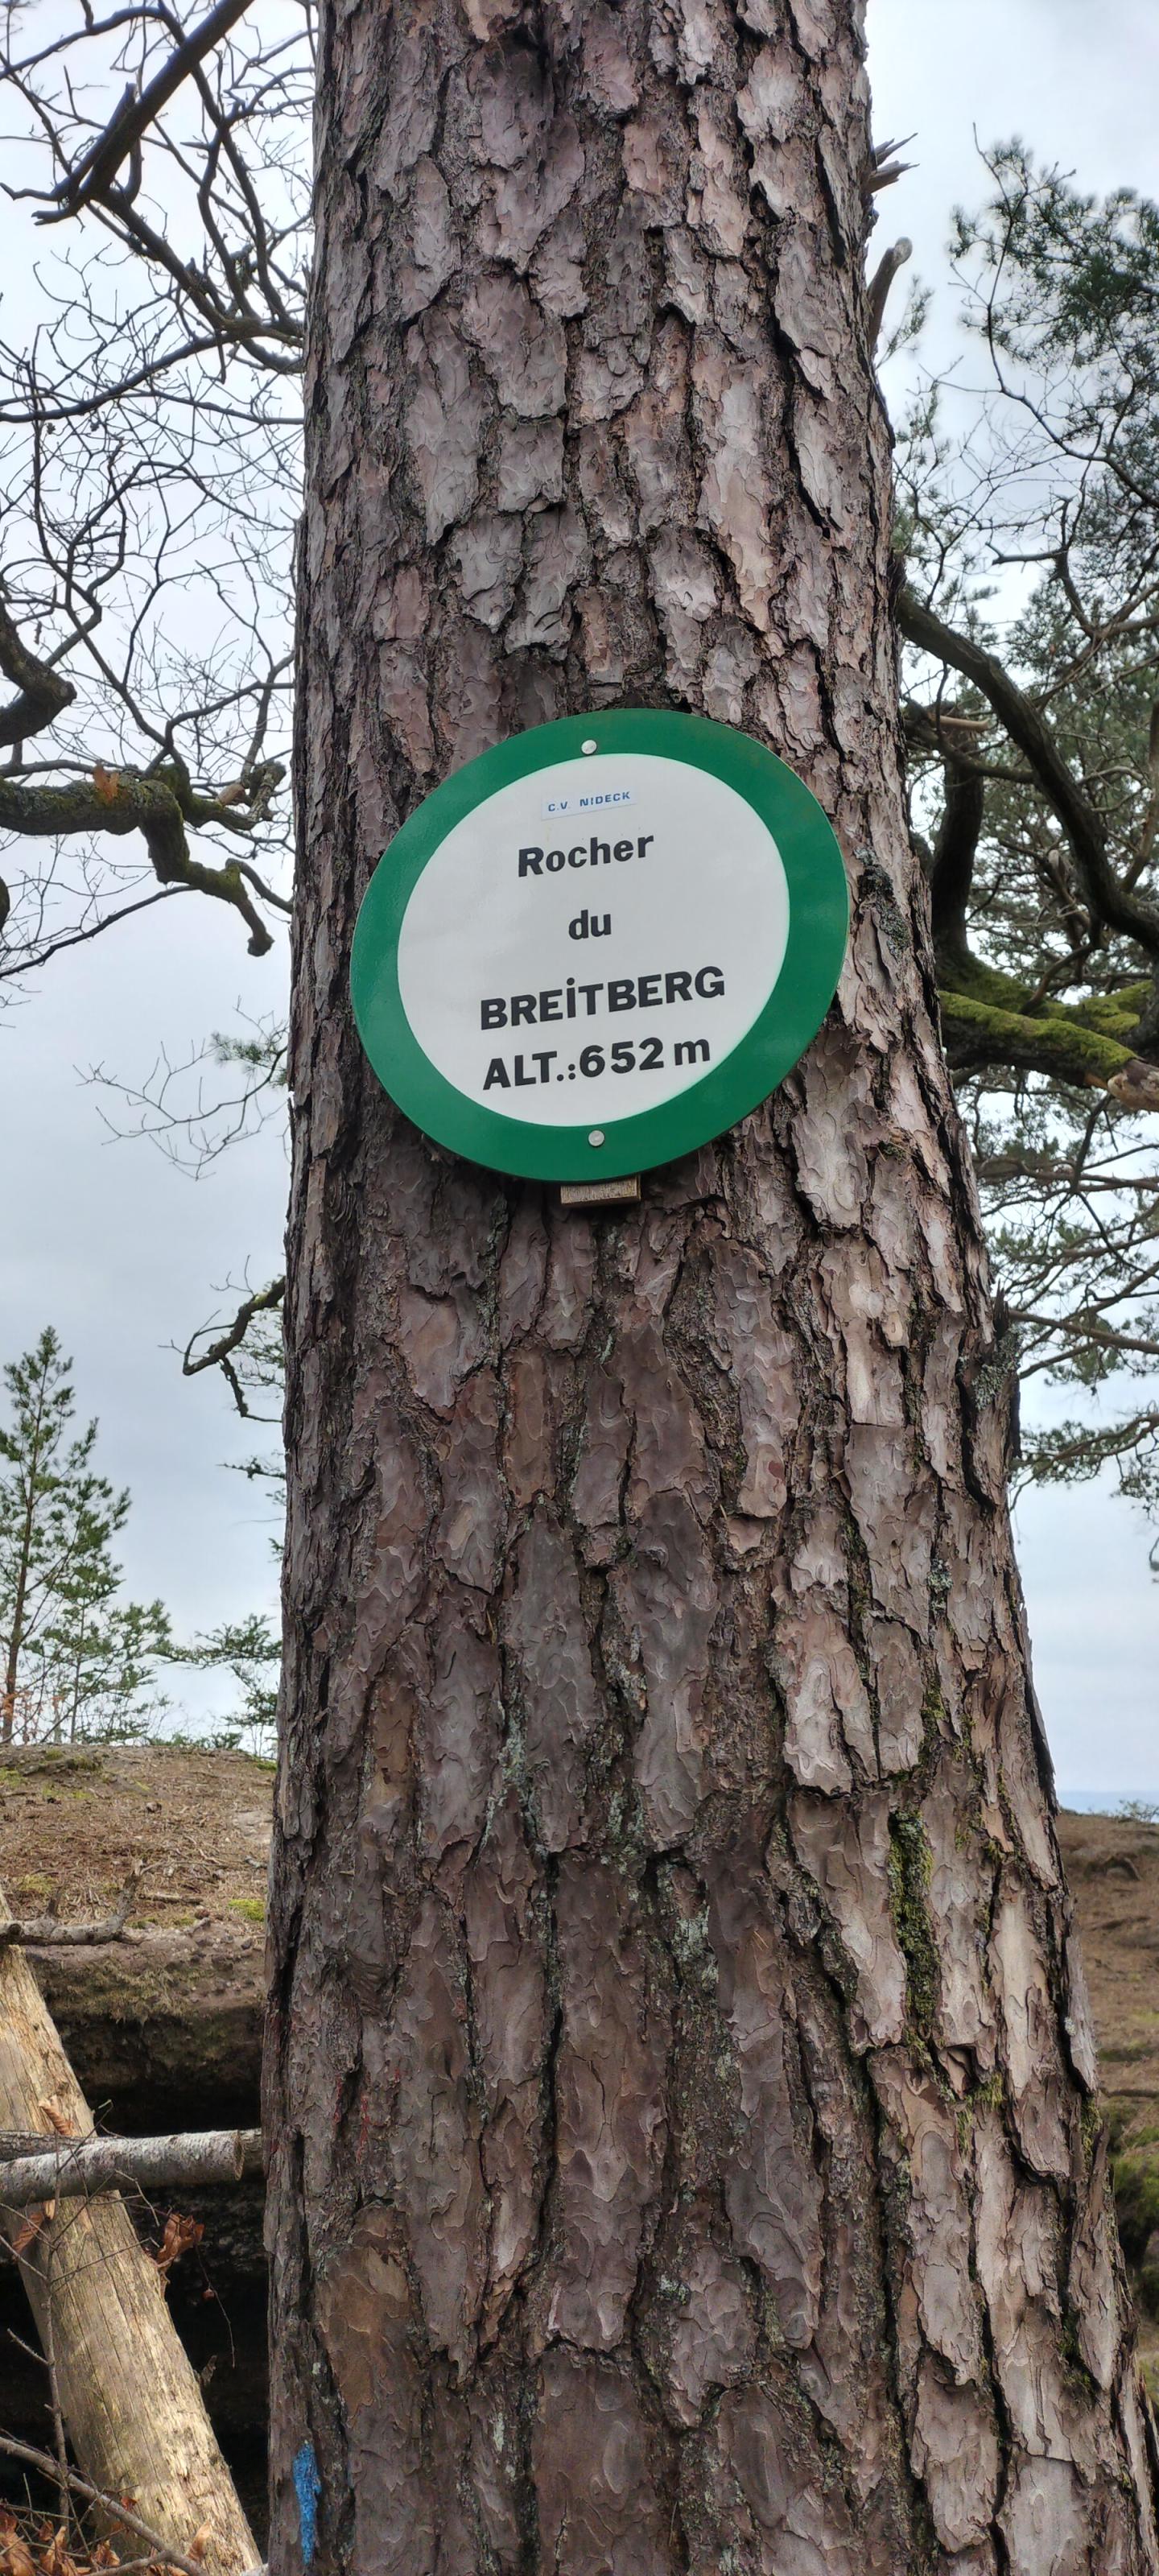 C.V. NIDECK
Rocher
du
BREİTBERG
ALT.:652 m